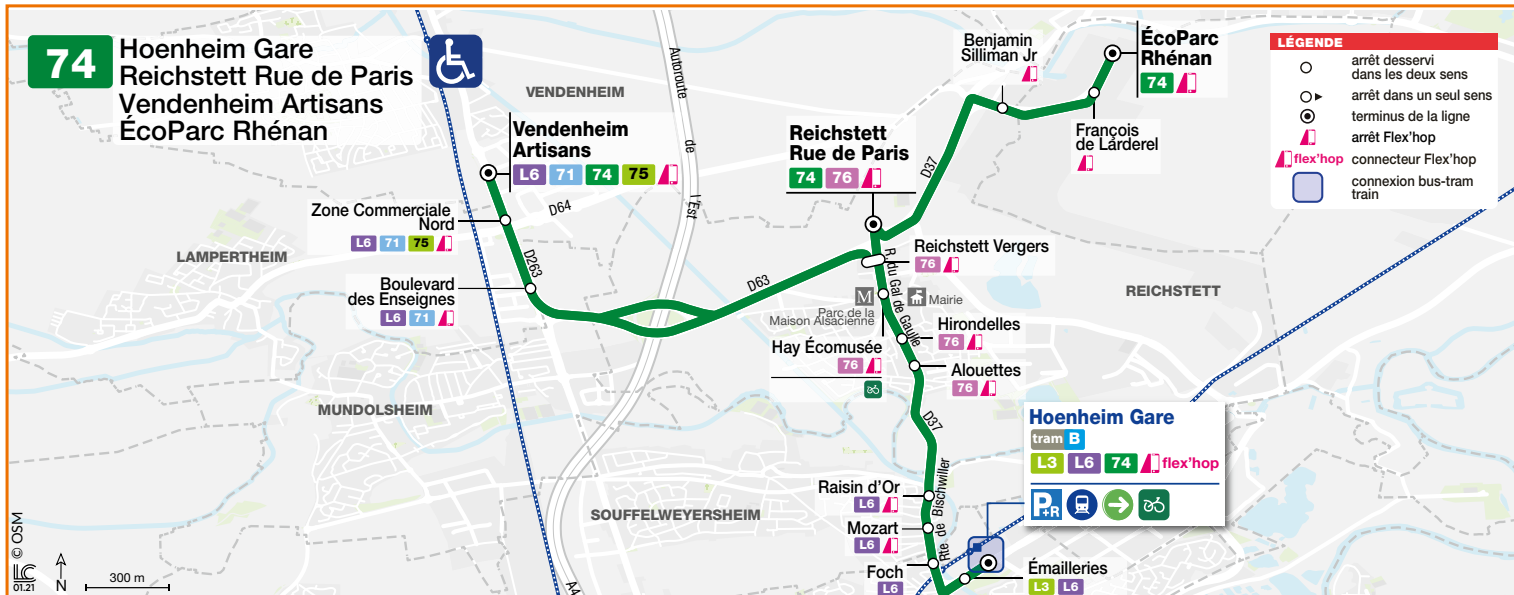 74
Hoenheim Gare
Reichstett Rue de Paris
Vendenheim Artisans
ÉcoParc Rhénan
VENDENHEIM
Autoroute de l'Est
Vendenheim
Artisans
L6 71 74 75
Zone Commerciale
Nord
L6 71 75
D64
D263
LAMPERTHEIM
Boulevard
des Enseignes
L6 71
D63
MUNDOLSHEIM
SOUFFELWEYERSHEIM
A4
Benjamin
Silliman Jr
ÉcoParc
Rhénan
74
François
de Larderel
Reichstett
Rue de Paris
74 76
D37
Reichstett Vergers
76
R. du Gal de Gaulle
M
Parc de la
Maison Alsacienne
Mairie
REICHSTETT
Hay Écomusée
76
Hirondelles
76
Alouettes
76
D37
Hoenheim Gare
tram B
L3 L6 74 flex'hop
P+R
Raisin d'Or
L6
Mozart
L6
Rte de Bischwiller
Foch
L6
Émailleries
L3 L6
LÉGENDE
arrêt desservi
dans les deux sens
arrêt dans un seul sens
terminus de la ligne
arrêt Flex'hop
flex'hop connecteur Flex'hop
connexion bus-tram
train
© OSM
01.21
N
300 m